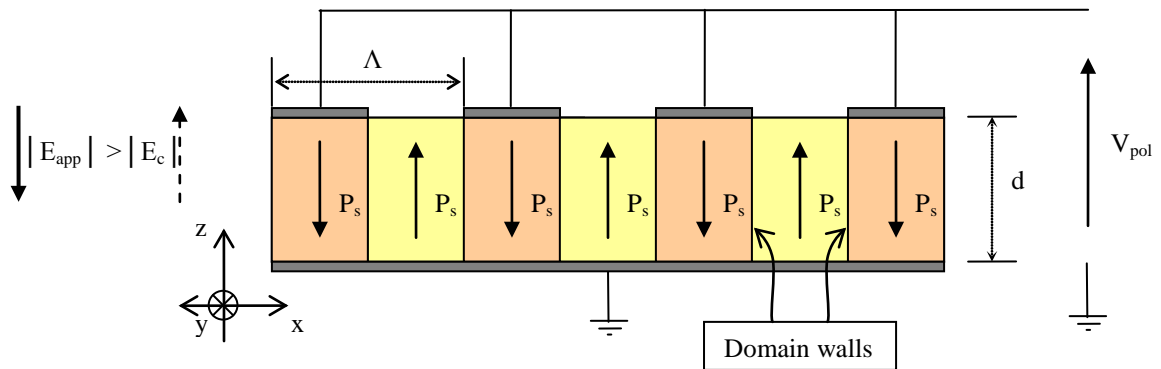 Λ
|E_app| > |E_c|
V_pol
d
P_s P_s P_s P_s P_s P_s P_s
z
y x
Domain walls